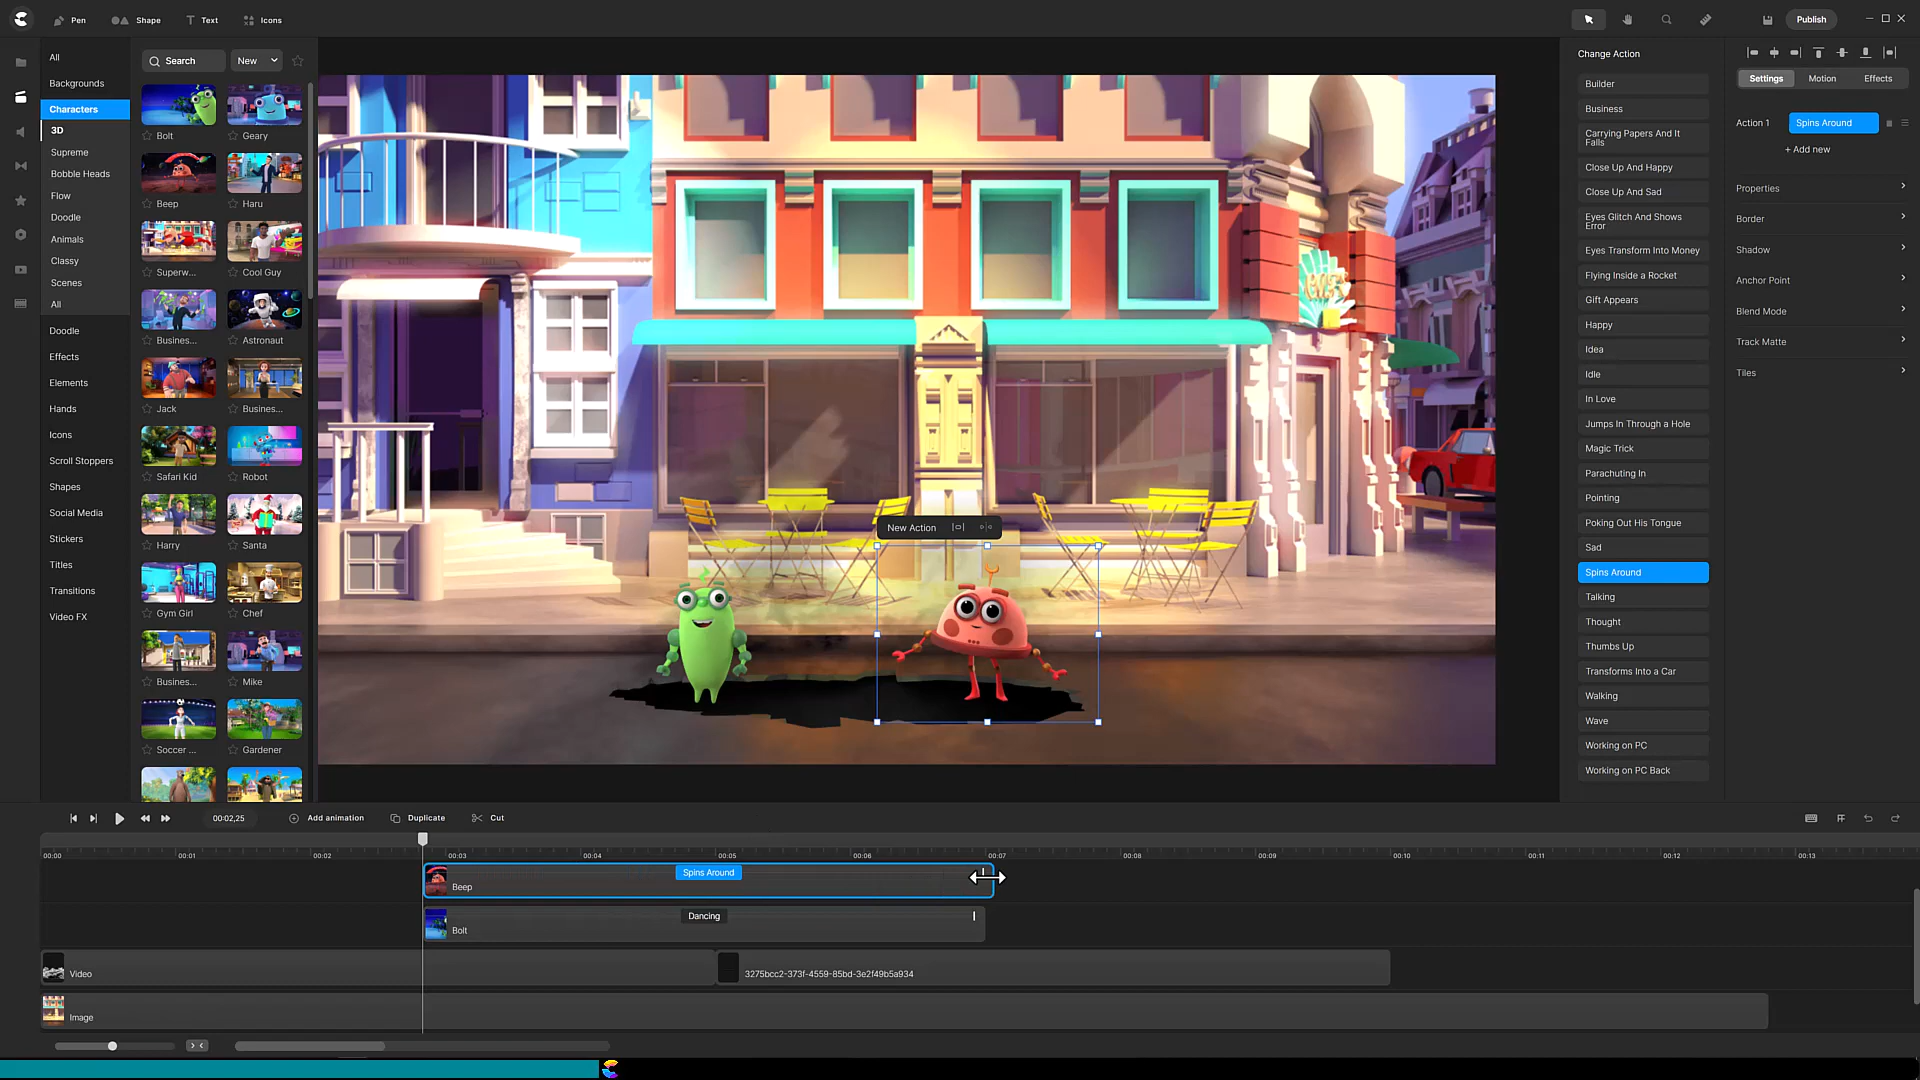 Pen
Shape
Text
Icons
Publish
All
Backgrounds
Characters
3D
Supreme
Bobble Heads
Flow
Doodle
Animals
Classy
Scenes
All
Doodle
Effects
Elements
Hands
Icons
Scroll Stoppers
Shapes
Social Media
Stickers
Titles
Transitions
Video FX
Search
New
Bolt
Geary
Beep
Haru
Superw...
Cool Guy
Busines...
Astronaut
Jack
Busines...
Safari Kid
Robot
Harry
Santa
Gym Girl
Chef
Busines...
Mike
Soccer ...
Gardener
New Action
Change Action
Builder
Business
Carrying Papers And It
Falls
Close Up And Happy
Close Up And Sad
Eyes Glitch And Shows
Error
Eyes Transform Into Money
Flying Inside a Rocket
Gift Appears
Happy
Idea
Idle
In Love
Jumps In Through a Hole
Magic Trick
Parachuting In
Pointing
Poking Out His Tongue
Sad
Spins Around
Talking
Thought
Thumbs Up
Transforms Into a Car
Walking
Wave
Working on PC
Working on PC Back
Settings
Motion
Effects
Action 1
Spins Around
+ Add new
Properties
Border
Shadow
Anchor Point
Blend Mode
Track Matte
Tiles
00:02,25
Add animation
Duplicate
Cut
00:00
00:01
00:02
00:03
00:04
00:05
00:06
00:07
00:08
00:09
00:10
00:11
00:12
00:13
Spins Around
Beep
Dancing
Bolt
Video
3275bcc2-373f-4559-85bd-3e2f49b5a934
Image